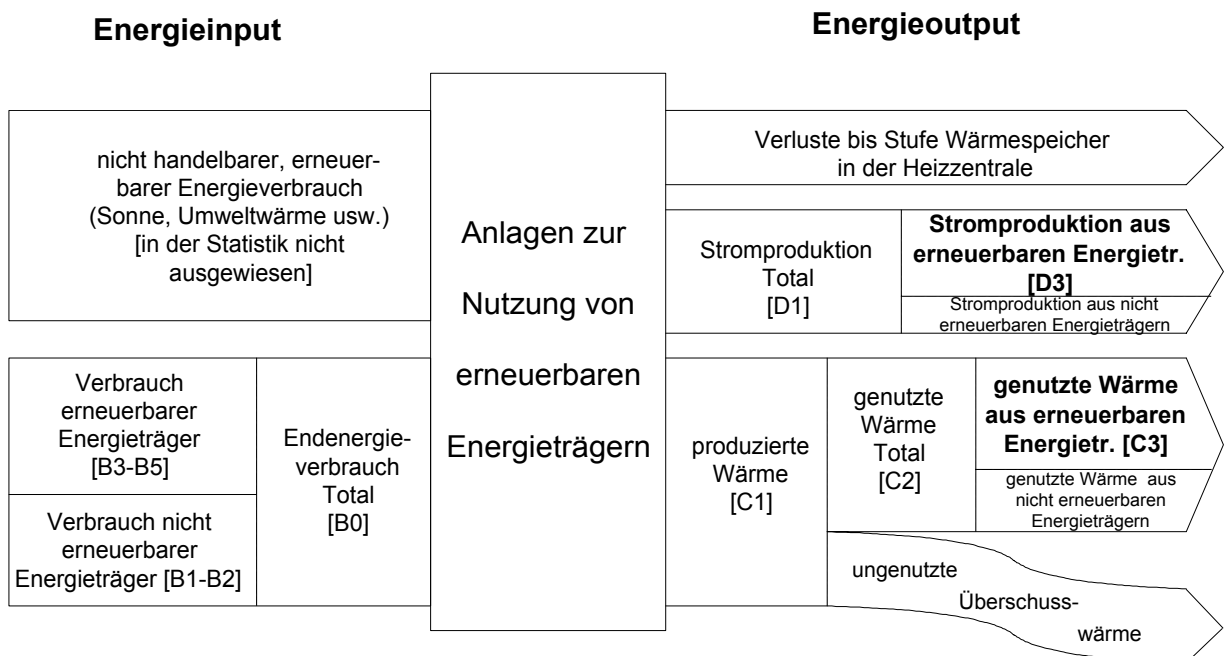 Energieinput
Energieoutput
nicht handelbarer, erneuer-
barer Energieverbrauch
(Sonne, Umweltwärme usw.)
[in der Statistik nicht
ausgewiesen]
Verbrauch
erneuerbarer
Energieträger
[B3-B5]
Verbrauch nicht
erneuerbarer
Energieträger [B1-B2]
Endenergie-
verbrauch
Total
[B0]
Anlagen zur
Nutzung von
erneuerbaren
Energieträgern
Verluste bis Stufe Wärmespeicher
in der Heizzentrale
Stromproduktion
Total
[D1]
Stromproduktion aus
erneuerbaren Energietr.
[D3]
Stromproduktion aus nicht
erneuerbaren Energieträgern
produzierte
Wärme
[C1]
genutzte
Wärme
Total
[C2]
genutzte Wärme
aus erneuerbaren
Energietr. [C3]
genutzte Wärme aus
nicht erneuerbaren
Energieträgern
ungenutzte
Überschuss-
wärme